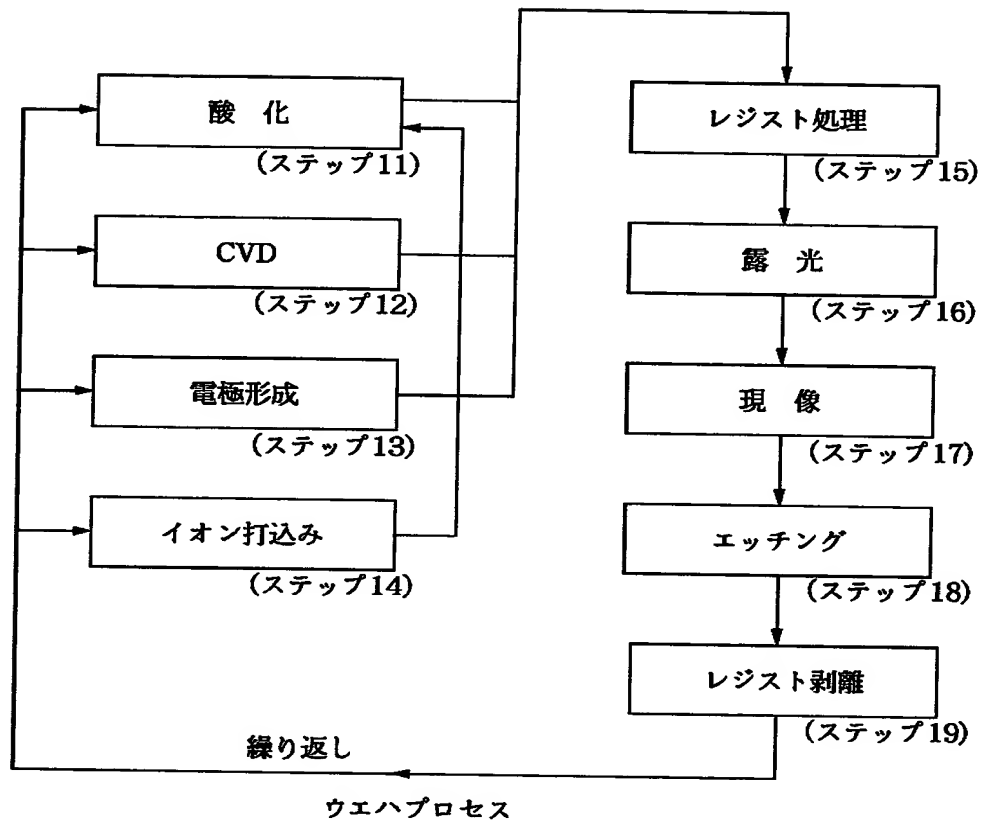 酸　化
(ステップ11)
CVD
(ステップ12)
電極形成
(ステップ13)
イオン打込み
(ステップ14)
レジスト処理
(ステップ15)
露　光
(ステップ16)
現　像
(ステップ17)
エッチング
(ステップ18)
レジスト剥離
(ステップ19)
繰り返し
ウエハプロセス